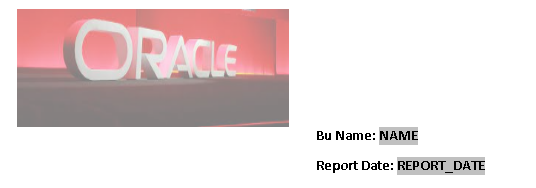 ORACLE
Bu Name: NAME
Report Date: REPORT_DATE